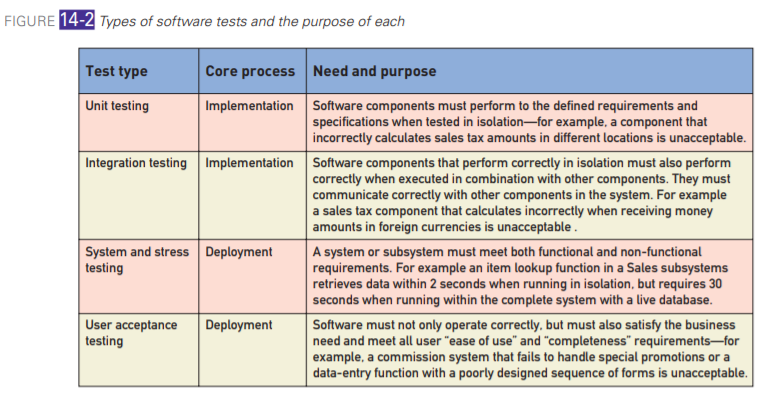 FIGURE 14-2 Types of software tests and the purpose of each
Test type Core process Need and purpose
Unit testing Implementation Software components must perform to the defined requirements and
specifications when tested in isolation—for example, a component that
incorrectly calculates sales tax amounts in different locations is unacceptable.
Integration testing Implementation Software components that perform correctly in isolation must also perform
correctly when executed in combination with other components. They must
communicate correctly with other components in the system. For example
a sales tax component that calculates incorrectly when receiving money
amounts in foreign currencies is unacceptable .
System and stress Deployment A system or subsystem must meet both functional and non-functional
testing requirements. For example an item lookup function in a Sales subsystems
retrieves data within 2 seconds when running in isolation, but requires 30
seconds when running within the complete system with a live database.
User acceptance Deployment Software must not only operate correctly, but must also satisfy the business
testing need and meet all user “ease of use” and “completeness” requirements—for
example, a commission system that fails to handle special promotions or a
data-entry function with a poorly designed sequence of forms is unacceptable.